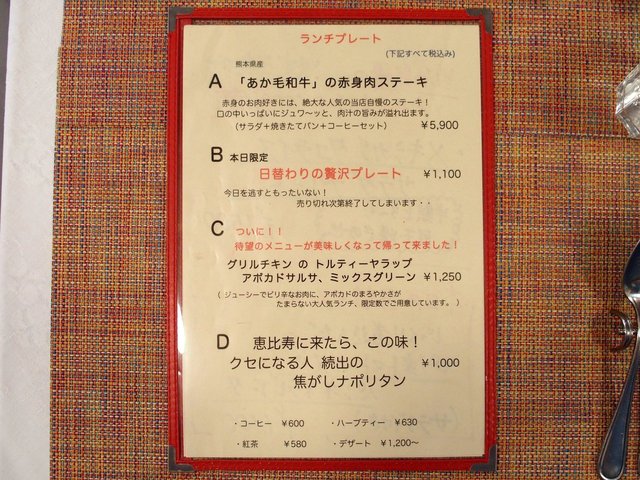 ランチプレート
(下記すべて税込み)
熊本県産
A 「あか毛和牛」の赤身肉ステーキ
赤身のお肉好きには、絶大な人気の当店自慢のステーキ！
口の中いっぱいにジュワ〜ッと、肉汁の旨みが溢れ出ます。
（サラダ＋焼きたてパン＋コーヒーセット） ￥5,900
B 本日限定
日替わりの贅沢プレート ￥1,100
今日を逃すともったいない！
売り切れ次第終了してしまいます・・
C ついに！！
待望のメニューが美味しくなって帰って来ました！
グリルチキン の トルティーヤラップ
アボカドサルサ、ミックスグリーン ￥1,250
（ ジューシーでピリ辛なお肉に、アボカドのまろやかさが
たまらない大人気ランチ、限定数でご用意しています。 ）
D 恵比寿に来たら、この味！
クセになる人 続出の ￥1,000
焦がしナポリタン
・コーヒー ￥600 ・ハーブティー ￥630
・紅茶 ￥580 ・デザート ￥1,200〜